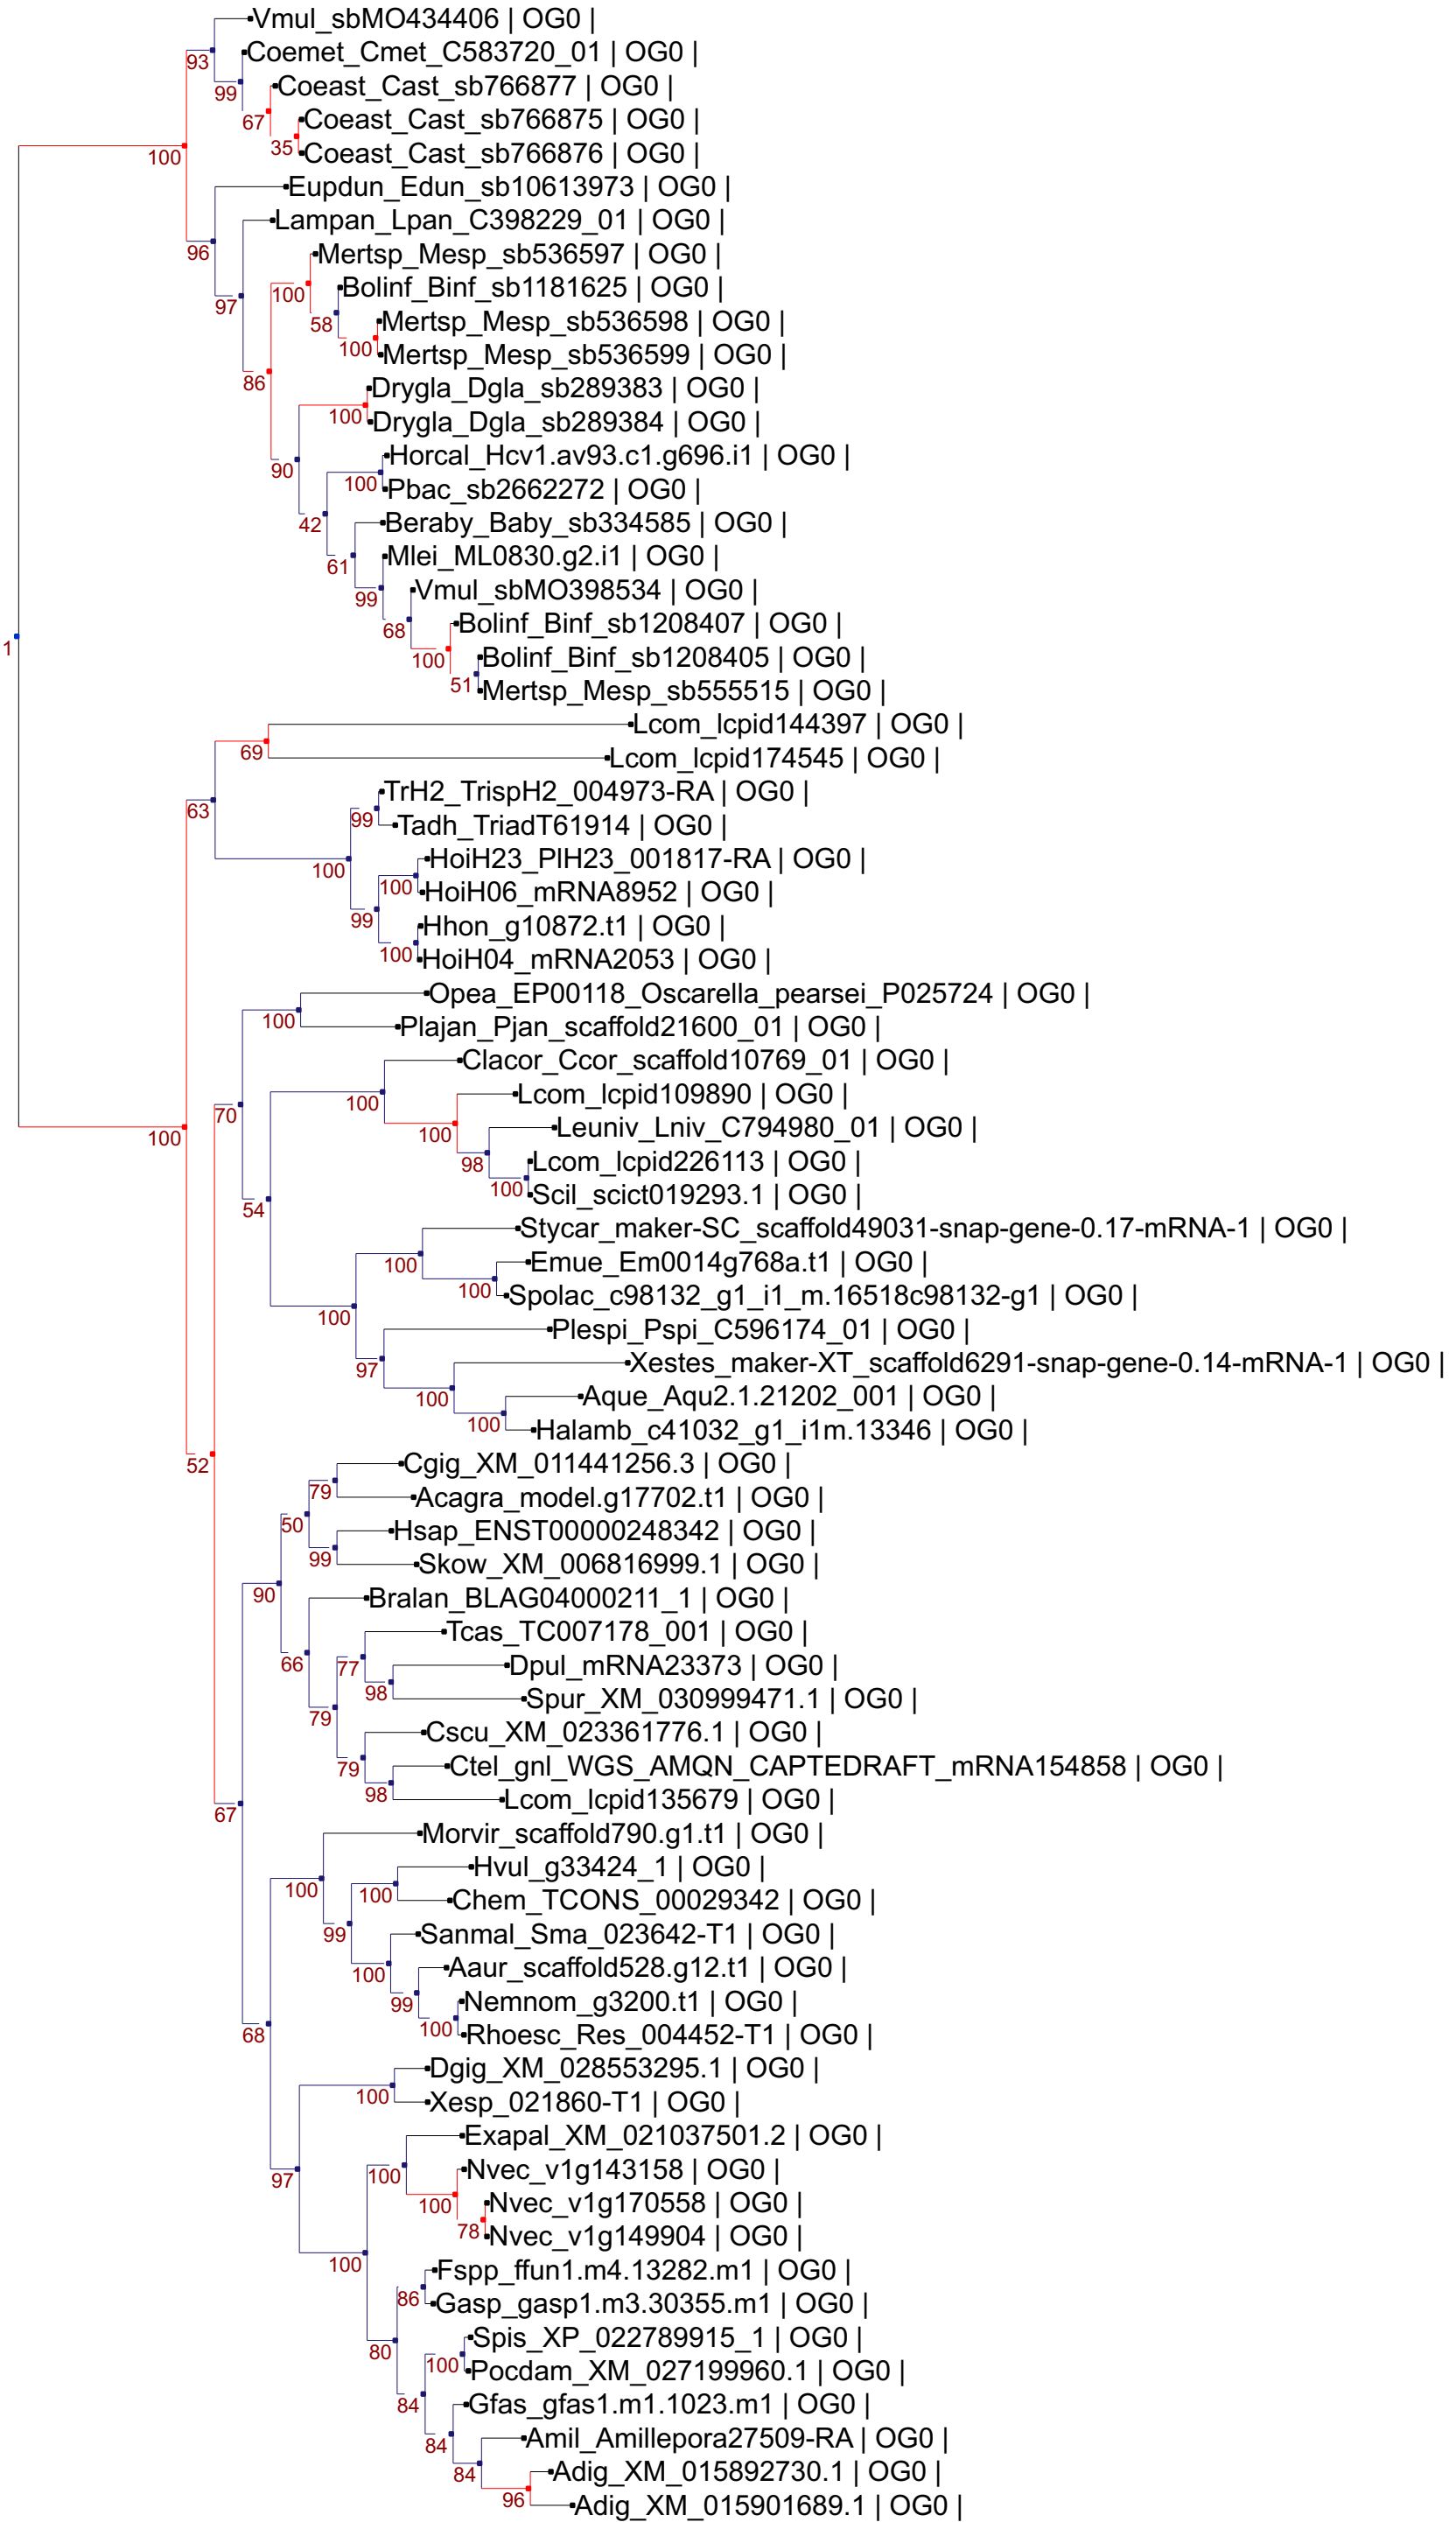 Vmul_sbMO434406 | OG0 |
Coemet_Cmet_C583720_01 | OG0 |
93
99
Coeast_Cast_sb766877 | OG0 |
67
Coeast_Cast_sb766875 | OG0 |
35
Coeast_Cast_sb766876 | OG0 |
100
Eupdun_Edun_sb10613973 | OG0 |
Lampan_Lpan_C398229_01 | OG0 |
96
Mertsp_Mesp_sb536597 | OG0 |
97
100
Bolinf_Binf_sb1181625 | OG0 |
58
Mertsp_Mesp_sb536598 | OG0 |
100
Mertsp_Mesp_sb536599 | OG0 |
86
Drygla_Dgla_sb289383 | OG0 |
100
Drygla_Dgla_sb289384 | OG0 |
90
Horcal_Hcv1.av93.c1.g696.i1 | OG0 |
100
Pbac_sb2662272 | OG0 |
42
Beraby_Baby_sb334585 | OG0 |
61
Mlei_ML0830.g2.i1 | OG0 |
99
Vmul_sbMO398534 | OG0 |
68
Bolinf_Binf_sb1208407 | OG0 |
1
100
Bolinf_Binf_sb1208405 | OG0 |
51
Mertsp_Mesp_sb555515 | OG0 |
Lcom_lcpid144397 | OG0 |
69
Lcom_lcpid174545 | OG0 |
TrH2_TrispH2_004973-RA | OG0 |
63
99
Tadh_TriadT61914 | OG0 |
100
HoiH23_PlH23_001817-RA | OG0 |
100
HoiH06_mRNA8952 | OG0 |
99
Hhon_g10872.t1 | OG0 |
100
HoiH04_mRNA2053 | OG0 |
Opea_EP00118_Oscarella_pearsei_P025724 | OG0 |
100
Plajan_Pjan_scaffold21600_01 | OG0 |
Clacor_Ccor_scaffold10769_01 | OG0 |
100
Lcom_lcpid109890 | OG0 |
70
100
100
Leuniv_Lniv_C794980_01 | OG0 |
98
Lcom_lcpid226113 | OG0 |
100
Scil_scict019293.1 | OG0 |
54
Stycar_maker-SC_scaffold49031-snap-gene-0.17-mRNA-1 | OG0 |
100
Emue_Em0014g768a.t1 | OG0 |
100
Spolac_c98132_g1_i1_m.16518c98132-g1 | OG0 |
100
Plespi_Pspi_C596174_01 | OG0 |
97
Xestes_maker-XT_scaffold6291-snap-gene-0.14-mRNA-1 | OG0 |
100
Aque_Aqu2.1.21202_001 | OG0 |
100
Halamb_c41032_g1_i1m.13346 | OG0 |
52
Cgig_XM_011441256.3 | OG0 |
79
Acagra_model.g17702.t1 | OG0 |
50
Hsap_ENST00000248342 | OG0 |
99
Skow_XM_006816999.1 | OG0 |
90
Bralan_BLAG04000211_1 | OG0 |
Tcas_TC007178_001 | OG0 |
66
77
Dpul_mRNA23373 | OG0 |
98
Spur_XM_030999471.1 | OG0 |
79
Cscu_XM_023361776.1 | OG0 |
79
Ctel_gnl_WGS_AMQN_CAPTEDRAFT_mRNA154858 | OG0 |
98
Lcom_lcpid135679 | OG0 |
67
Morvir_scaffold790.g1.t1 | OG0 |
100
Hvul_g33424_1 | OG0 |
100
Chem_TCONS_00029342 | OG0 |
99
Sanmal_Sma_023642-T1 | OG0 |
100
Aaur_scaffold528.g12.t1 | OG0 |
99
Nemnom_g3200.t1 | OG0 |
100
Rhoesc_Res_004452-T1 | OG0 |
68
Dgig_XM_028553295.1 | OG0 |
100
Xesp_021860-T1 | OG0 |
Exapal_XM_021037501.2 | OG0 |
97
100
Nvec_v1g143158 | OG0 |
100
Nvec_v1g170558 | OG0 |
78
Nvec_v1g149904 | OG0 |
100
Fspp_ffun1.m4.13282.m1 | OG0 |
86
Gasp_gasp1.m3.30355.m1 | OG0 |
80
Spis_XP_022789915_1 | OG0 |
100
Pocdam_XM_027199960.1 | OG0 |
84
Gfas_gfas1.m1.1023.m1 | OG0 |
84
Amil_Amillepora27509-RA | OG0 |
84
Adig_XM_015892730.1 | OG0 |
96
Adig_XM_015901689.1 | OG0 |